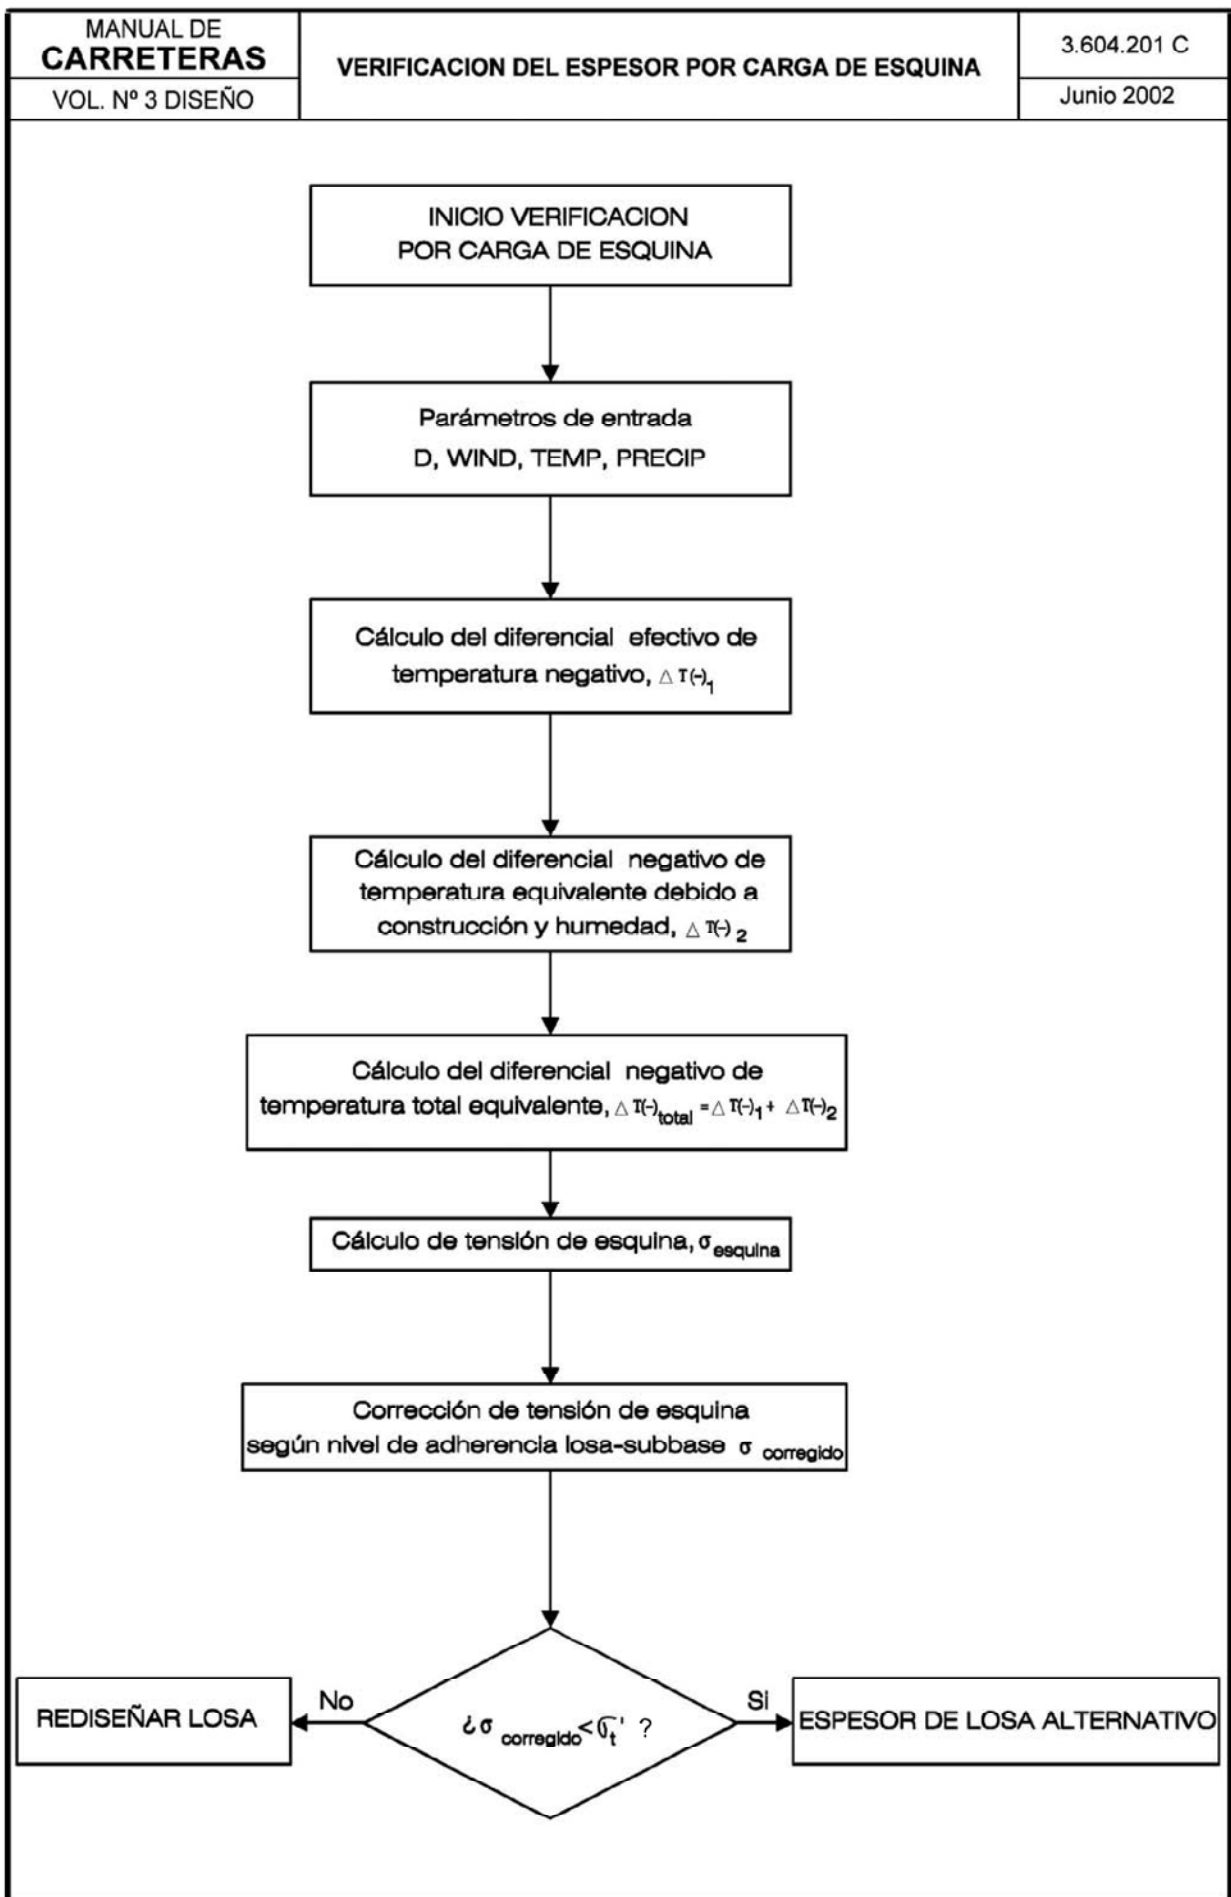 MANUAL DE
CARRETERAS
VOL. Nº 3 DISEÑO
VERIFICACION DEL ESPESOR POR CARGA DE ESQUINA
3.604.201 C
Junio 2002
INICIO VERIFICACION
POR CARGA DE ESQUINA
Parámetros de entrada
D, WIND, TEMP, PRECIP
Cálculo del diferencial efectivo de
temperatura negativo, △ T(-)1
Cálculo del diferencial negativo de
temperatura equivalente debido a
construcción y humedad, △ T(-) 2
Cálculo del diferencial negativo de
temperatura total equivalente, △ T(-)total = △ T(-)1 + △ T(-)2
Cálculo de tensión de esquina, σ esquina
Corrección de tensión de esquina
según nivel de adherencia losa-subbase σ corregido
REDISEÑAR LOSA
No
¿ σ corregido < σt' ?
Si
ESPESOR DE LOSA ALTERNATIVO